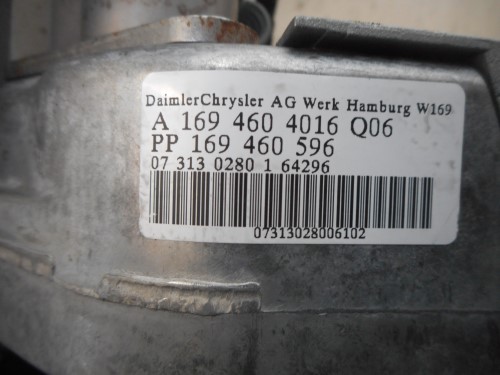 DaimlerChrysler AG Werk Hamburg W169
A 169 460 4016 Q06
PP 169 460 596
07 313 0280 1 64296
07313028006102